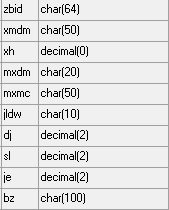 zbid char(64)
xmdm char(50)
xh decimal(0)
mxdm char(20)
mxmc char(50)
jldw char(10)
dj decimal(2)
sl decimal(2)
je decimal(2)
bz char(100)